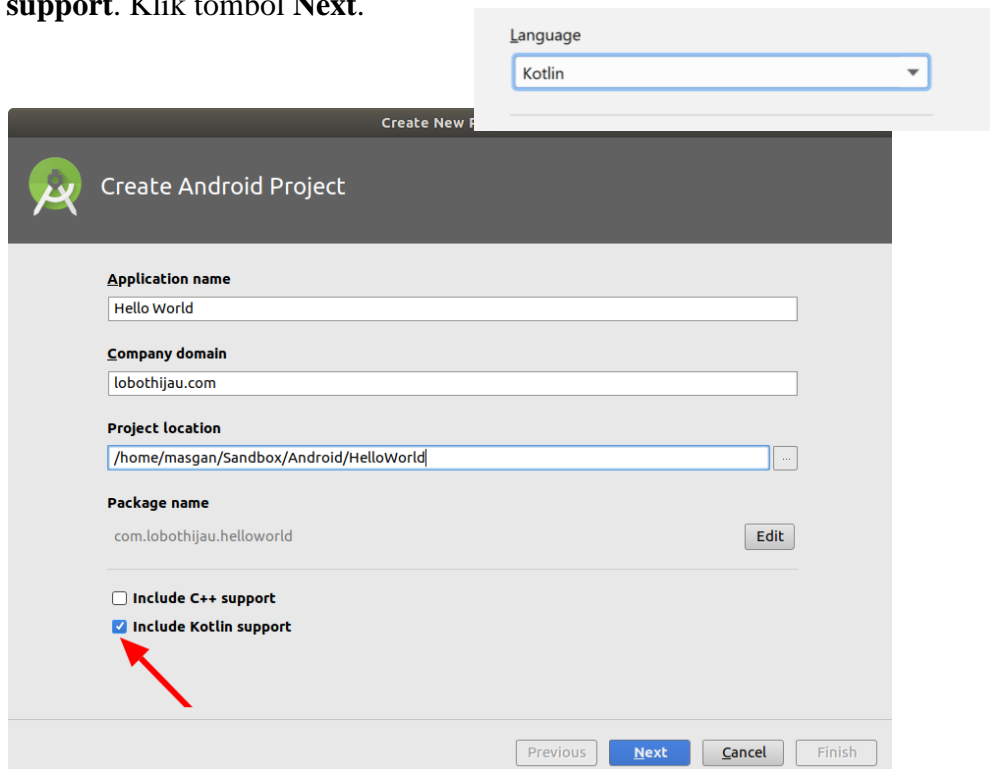 support. Klik tombol Next.
Language
Kotlin
Create New
Create Android Project
Application name
Hello World
Company domain
lobothijau.com
Project location
/home/masgan/Sandbox/Android/HelloWorld
...
Package name
com.lobothijau.helloworld
Edit
Include C++ support
Include Kotlin support
Previous Next Cancel Finish